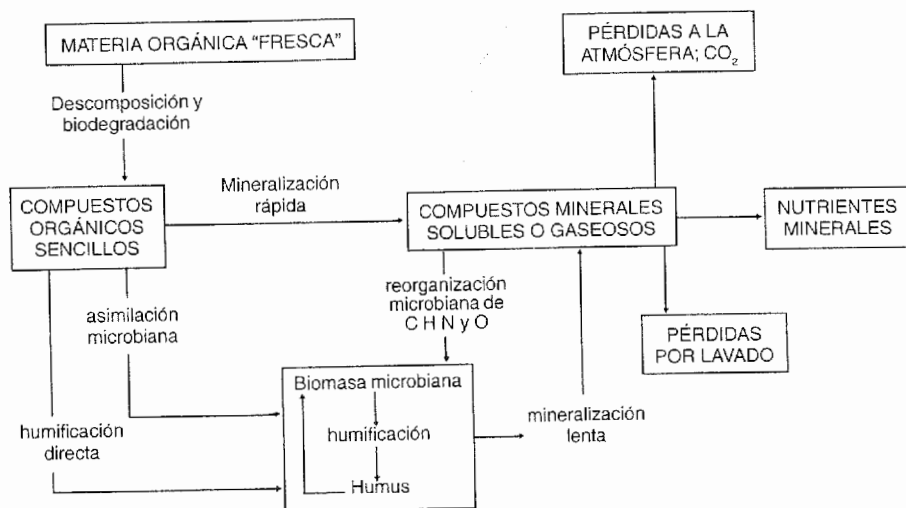 MATERIA ORGÁNICA “FRESCA”
PÉRDIDAS A LA
ATMÓSFERA; CO₂
Descomposición y
biodegradación
Mineralización
rápida
COMPUESTOS
ORGÁNICOS
SENCILLOS
COMPUESTOS MINERALES
SOLUBLES O GASEOSOS
NUTRIENTES
MINERALES
asimilación
microbiana
reorganización
microbiana de
C H N y O
PÉRDIDAS
POR LAVADO
Biomasa microbiana
humificación
Humus
humificación
directa
mineralización
lenta